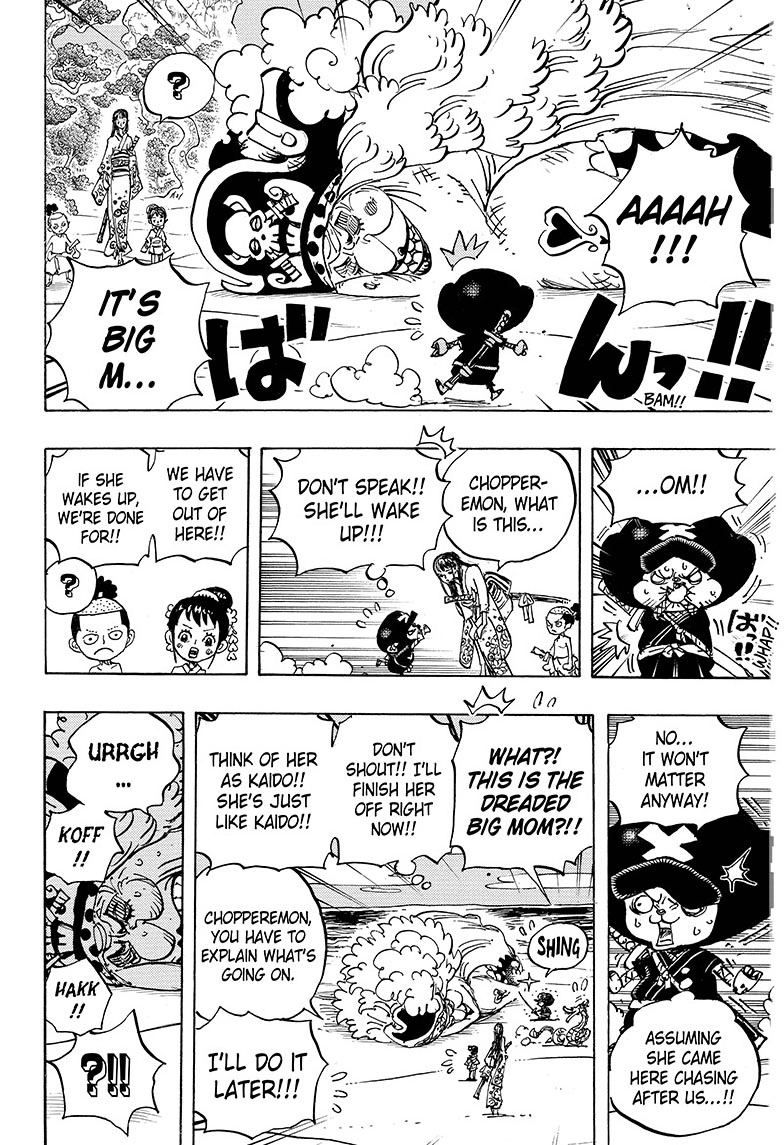 AAAAH
!!!
?
IT'S
BIG
M...
ばんっ!!
BAM!!
...OM!!
ばっ!!
WHAP!!
CHOPPER-
EMON, WHAT
IS THIS...
DON'T SPEAK!!
SHE'LL WAKE
UP!!!
WE HAVE
TO GET
OUT OF
HERE!!
IF SHE
WAKES UP,
WE'RE DONE
FOR!!
?
NO...
IT WON'T
MATTER
ANYWAY!
ASSUMING
SHE CAME
HERE CHASING
AFTER US...!!
WHAT?!
THIS IS THE
DREADED
BIG MOM?!!
DON'T
SHOUT!! I'LL
FINISH HER
OFF RIGHT
NOW!!
THINK OF HER
AS KAIDO!!
SHE'S JUST
LIKE KAIDO!!
SHING
CHOPPEREMON,
YOU HAVE TO
EXPLAIN WHAT'S
GOING ON.
I'LL DO IT
LATER!!!
URRGH
...
KOFF
!!
HAKK
!!
?!!